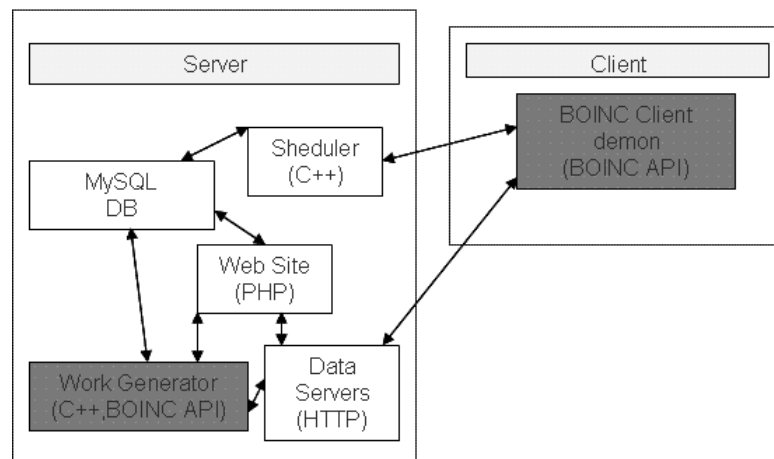 Server
Client
BOINC Client
demon
(BOINC API)
Sheduler
(C++)
MySQL
DB
Web Site
(PHP)
Work Generator
(C++,BOINC API)
Data
Servers
(HTTP)